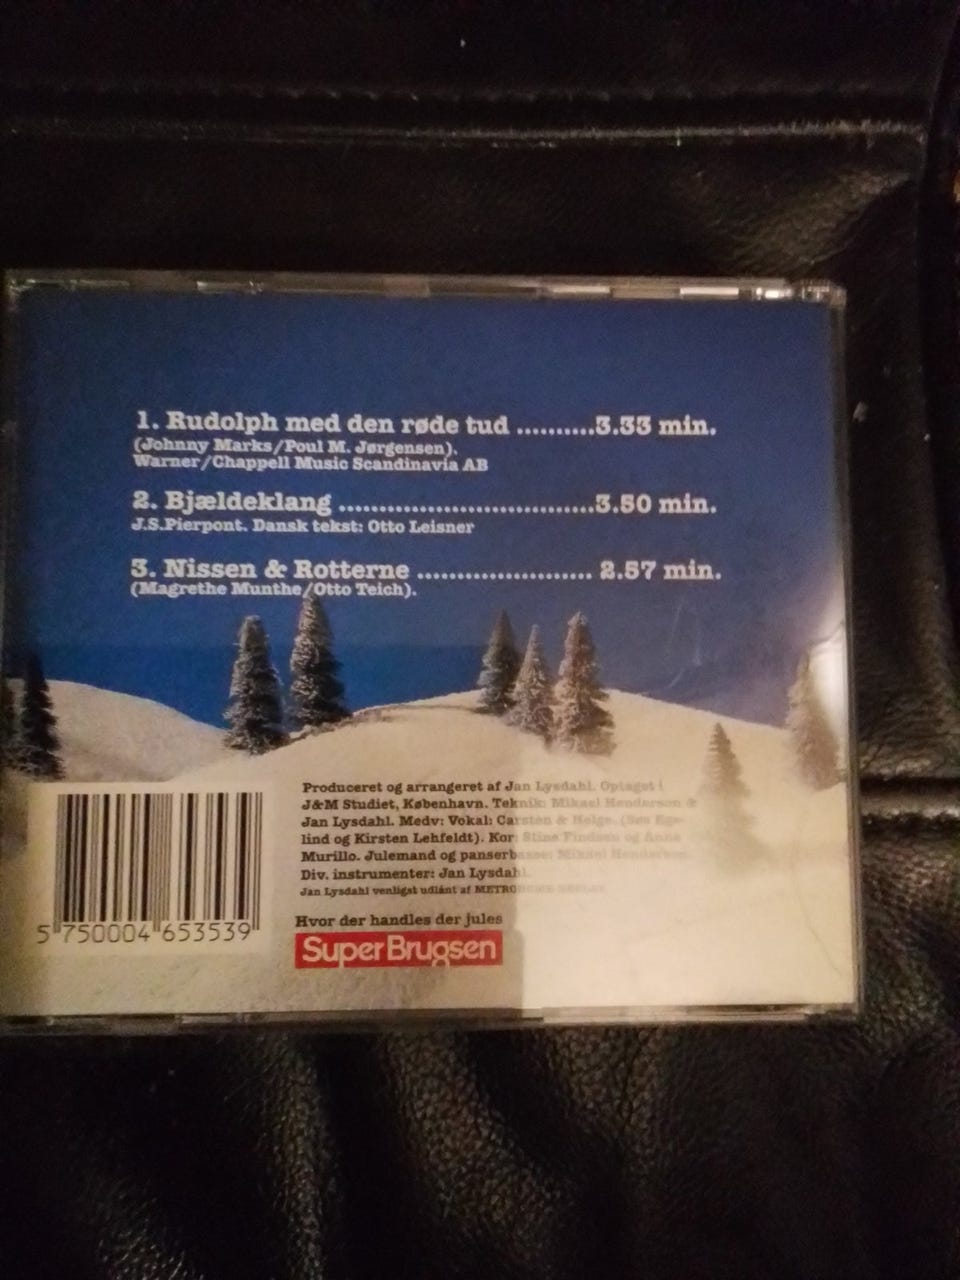 1. Rudolph med den røde tud ..........3.33 min.
(Johnny Marks/Poul M. Jørgensen).
Warner/Chappell Music Scandinavia AB
2. Bjældeklang ................................3.50 min.
J.S.Pierpont. Dansk tekst: Otto Leisner
3. Nissen & Rotterne ...................... 2.57 min.
(Magrethe Munthe/Otto Teich).
Produceret og arrangeret af Jan Lysdahl. Optaget i
J&M Studiet, København. Teknik: Mikael Henderson &
Jan Lysdahl. Medv: Vokal: Carsten & Helge. (
lind og Kirsten Lehfeldt). Kor: Stine Findsen og Anna
Murillo. Julemand og panserbasse: Mikael Henderson.
Div. instrumenter: Jan Lysdahl.
Jan Lysdahl venligst udlånt af
Hvor der handles der jules
SuperBrugsen
5 750004 653539